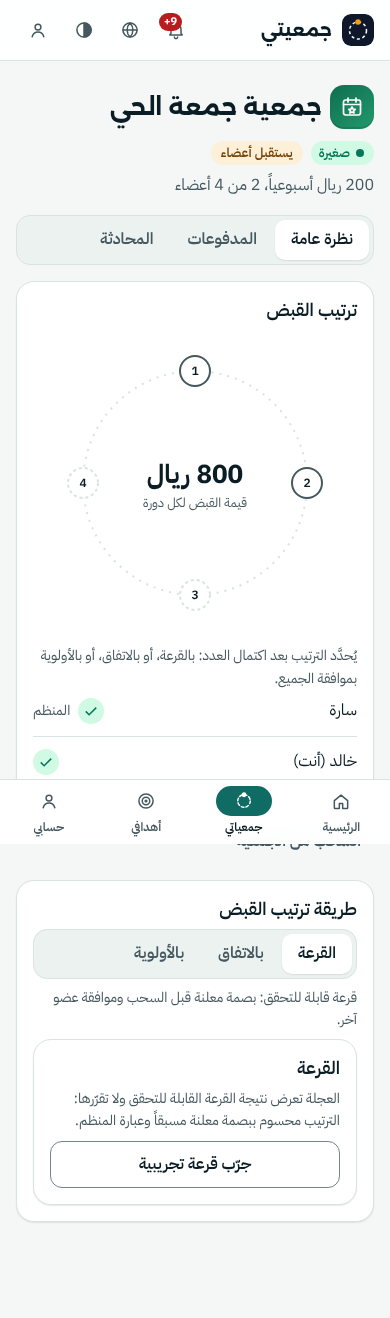 جمعيتي
+9
جمعية جمعة الحي
صغيرة
يستقبل أعضاء
200 ريال أسبوعياً، 2 من 4 أعضاء
نظرة عامة
المدفوعات
المحادثة
ترتيب القبض
1
2
3
4
800 ريال
قيمة القبض لكل دورة
يُحدَّد الترتيب بعد اكتمال العدد: بالقرعة، أو بالاتفاق، أو بالأولوية
بموافقة الجميع.
سارة
المنظم
خالد (أنت)
الرئيسية
جمعياتي
أهدافي
حسابي
طريقة ترتيب القبض
القرعة
بالاتفاق
بالأولوية
قرعة قابلة للتحقق: بصمة معلنة قبل السحب وموافقة عضو
آخر.
القرعة
العجلة تعرض نتيجة القرعة القابلة للتحقق ولا تقرّرها:
الترتيب محسوم ببصمة معلنة مسبقاً وعبارة المنظم.
جرّب قرعة تجريبية